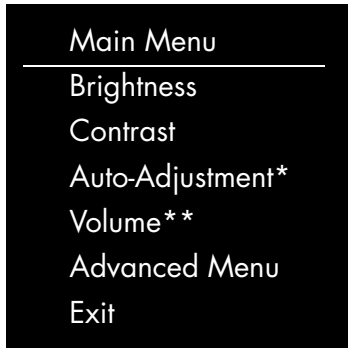 Main Menu
Brightness
Contrast
Auto-Adjustment*
Volume**
Advanced Menu
Exit